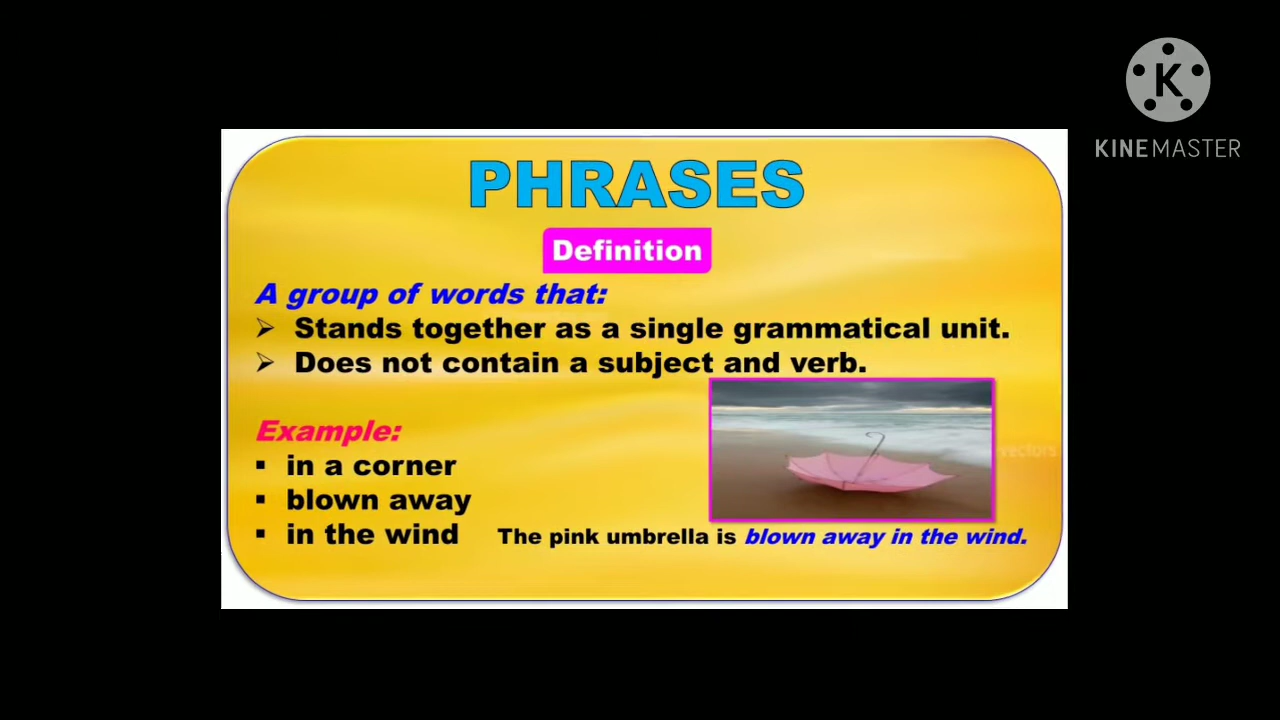 K
KINEMASTER
PHRASES
Definition
A group of words that:
➢ Stands together as a single grammatical unit.
➢ Does not contain a subject and verb.
Example:
▪ in a corner
▪ blown away
▪ in the wind
The pink umbrella is blown away in the wind.
vectors